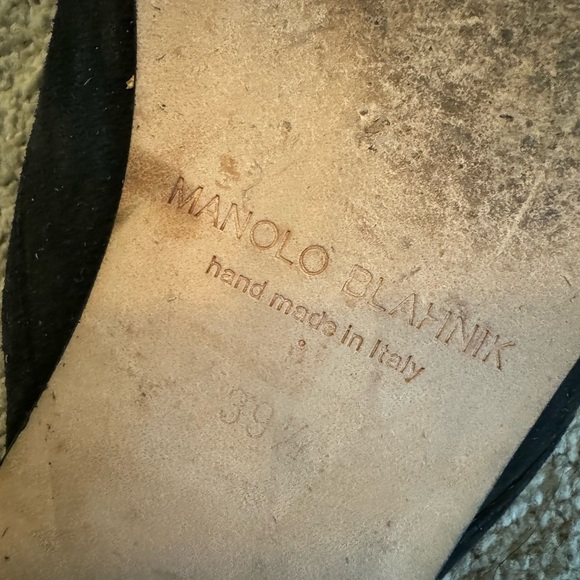 MANOLO BLAHNIK
hand made in Italy
39½